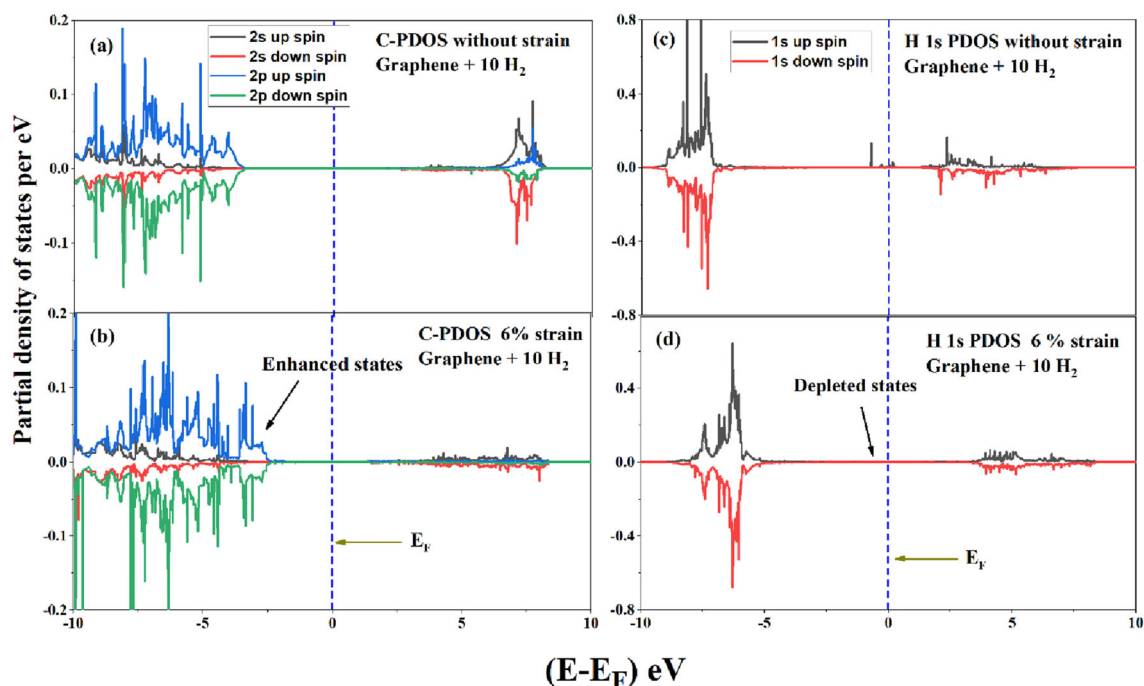 Partial density of states per eV
(a)
2s up spin
2s down spin
2p up spin
2p down spin
C-PDOS without strain
Graphene + 10 H₂
0.2
0.1
0.0
-0.1
(b)
C-PDOS 6% strain
Graphene + 10 H₂
Enhanced states
E_F
0.2
0.1
0.0
-0.1
-0.2
-10
-5
0
5
10
(c)
1s up spin
1s down spin
H 1s PDOS without strain
Graphene + 10 H₂
0.8
0.4
0.0
-0.4
-0.8
(d)
H 1s PDOS 6 % strain
Graphene + 10 H₂
Depleted states
E_F
0.4
0.0
-0.4
-0.8
-10
-5
0
5
10
(E-E_F) eV